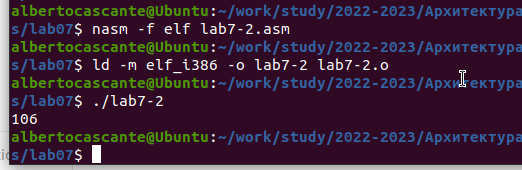 albertocascante@Ubuntu:~/work/study/2022-2023/Архитектура
s/lab07$ nasm -f elf lab7-2.asm
albertocascante@Ubuntu:~/work/study/2022-2023/Архитектура
s/lab07$ ld -m elf_i386 -o lab7-2 lab7-2.o
albertocascante@Ubuntu:~/work/study/2022-2023/Архитектура
s/lab07$ ./lab7-2
106
albertocascante@Ubuntu:~/work/study/2022-2023/Архитектура
s/lab07$